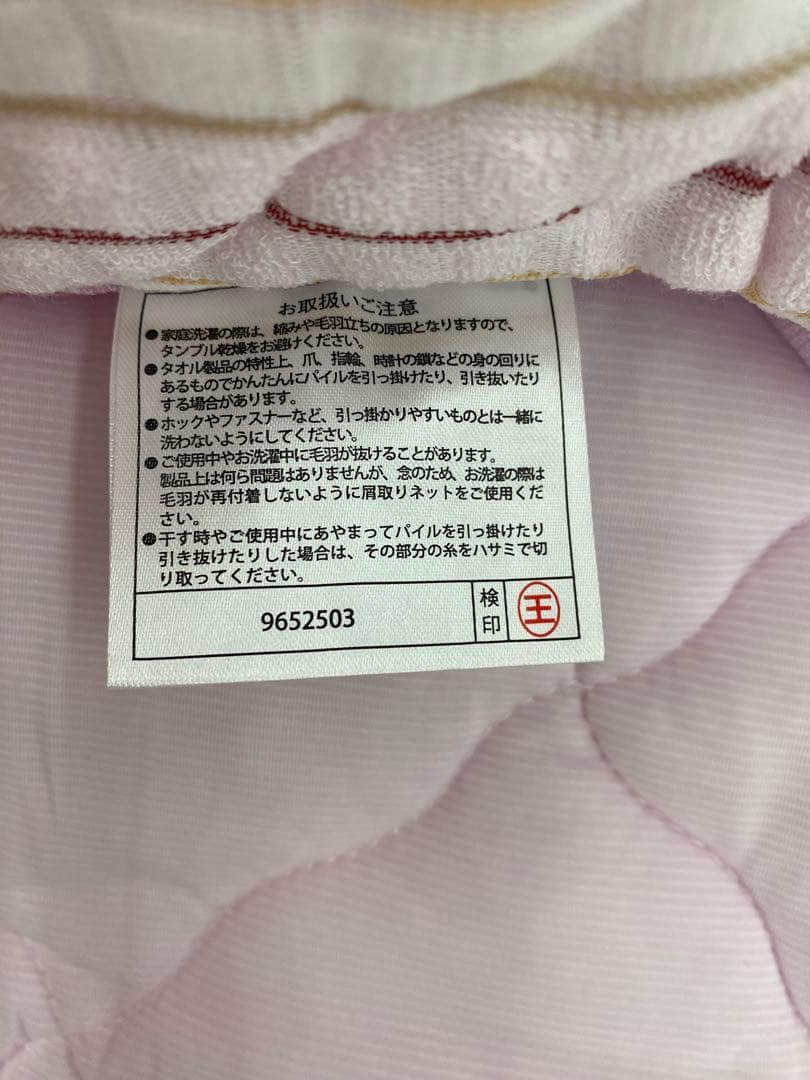 お取扱いご注意
●家庭洗濯の際は、縮みや毛羽立ちの原因となりますので、
タンブル乾燥をお避けください。
●タオル製品の特性上、爪、指輪、時計の鎖などの身の回りに
あるものでかんたんにパイルを引っ掛けたり、引き抜いたり
する場合があります。
●ホックやファスナーなど、引っ掛かりやすいものとは一緒に
洗わないようにしてください。
●ご使用中やお洗濯中に毛羽が抜けることがあります。
製品上は何ら問題はありませんが、念のため、お洗濯の際は
毛羽が再付着しないように屑取りネットをご使用くだ
さい。
●干す時やご使用中にあやまってパイルを引っ掛けたり
引き抜けたりした場合は、その部分の糸をハサミで切
り取ってください。
9652503
検印
王